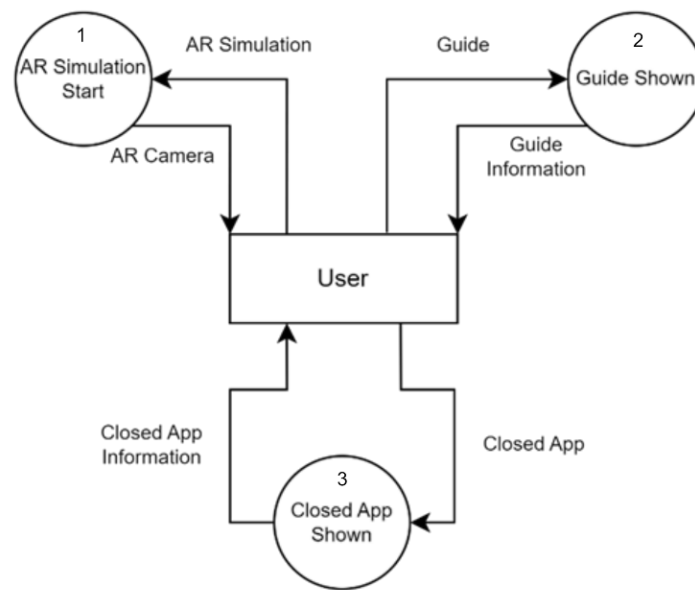 1
AR Simulation
Start
AR Simulation
Guide
2
Guide Shown
AR Camera
Guide
Information
User
Closed App
Information
Closed App
3
Closed App
Shown